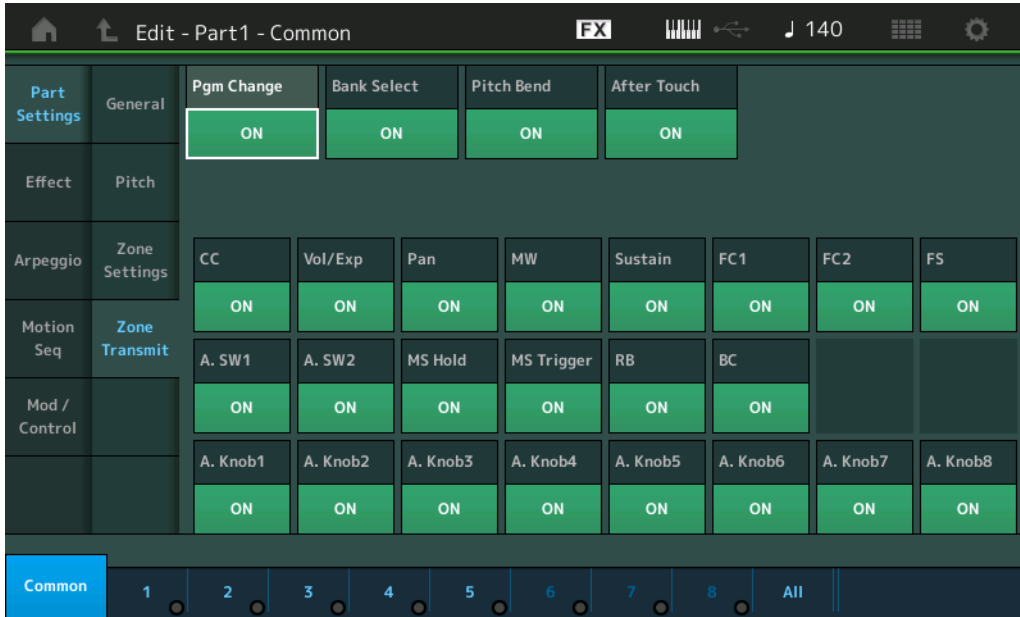 Edit - Part1 - Common
FX
♩ 140
Part Settings
General
Pgm Change
Bank Select
Pitch Bend
After Touch
ON
ON
ON
ON
Effect
Pitch
Arpeggio
Zone Settings
CC
Vol/Exp
Pan
MW
Sustain
FC1
FC2
FS
ON
ON
ON
ON
ON
ON
ON
ON
Motion Seq
Zone Transmit
A. SW1
A. SW2
MS Hold
MS Trigger
RB
BC
ON
ON
ON
ON
ON
ON
Mod / Control
A. Knob1
A. Knob2
A. Knob3
A. Knob4
A. Knob5
A. Knob6
A. Knob7
A. Knob8
ON
ON
ON
ON
ON
ON
ON
ON
Common
1
2
3
4
5
6
7
8
All